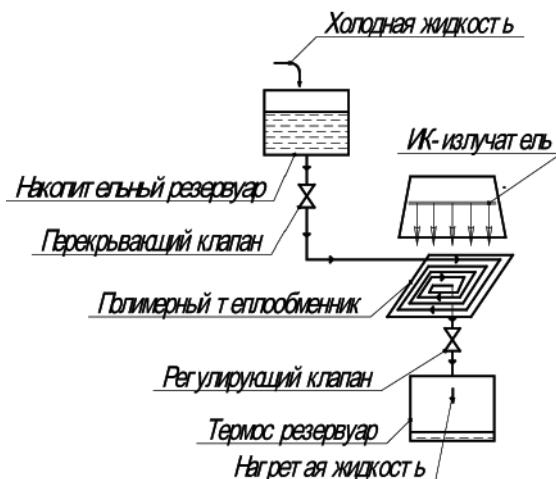 Холодная жидкость
ИК-излучатель
Накопительный резервуар
Перекрывающий клапан
Полимерный теплообменник
Регулирующий клапан
Термос резервуар
Нагретая жидкость